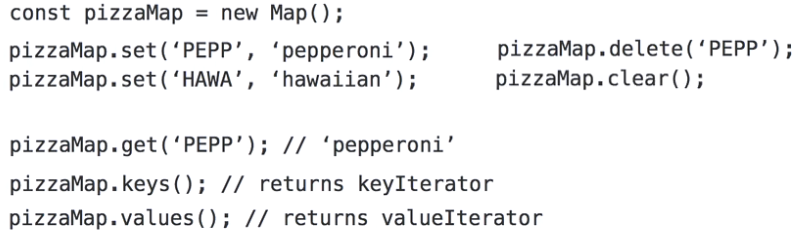 const pizzaMap = new Map();
pizzaMap.set(‘PEPP’, ‘pepperoni’);
pizzaMap.set(‘HAWA’, ‘hawaiian’);
pizzaMap.delete(‘PEPP’);
pizzaMap.clear();
pizzaMap.get(‘PEPP’); // ‘pepperoni’
pizzaMap.keys(); // returns keyIterator
pizzaMap.values(); // returns valueIterator